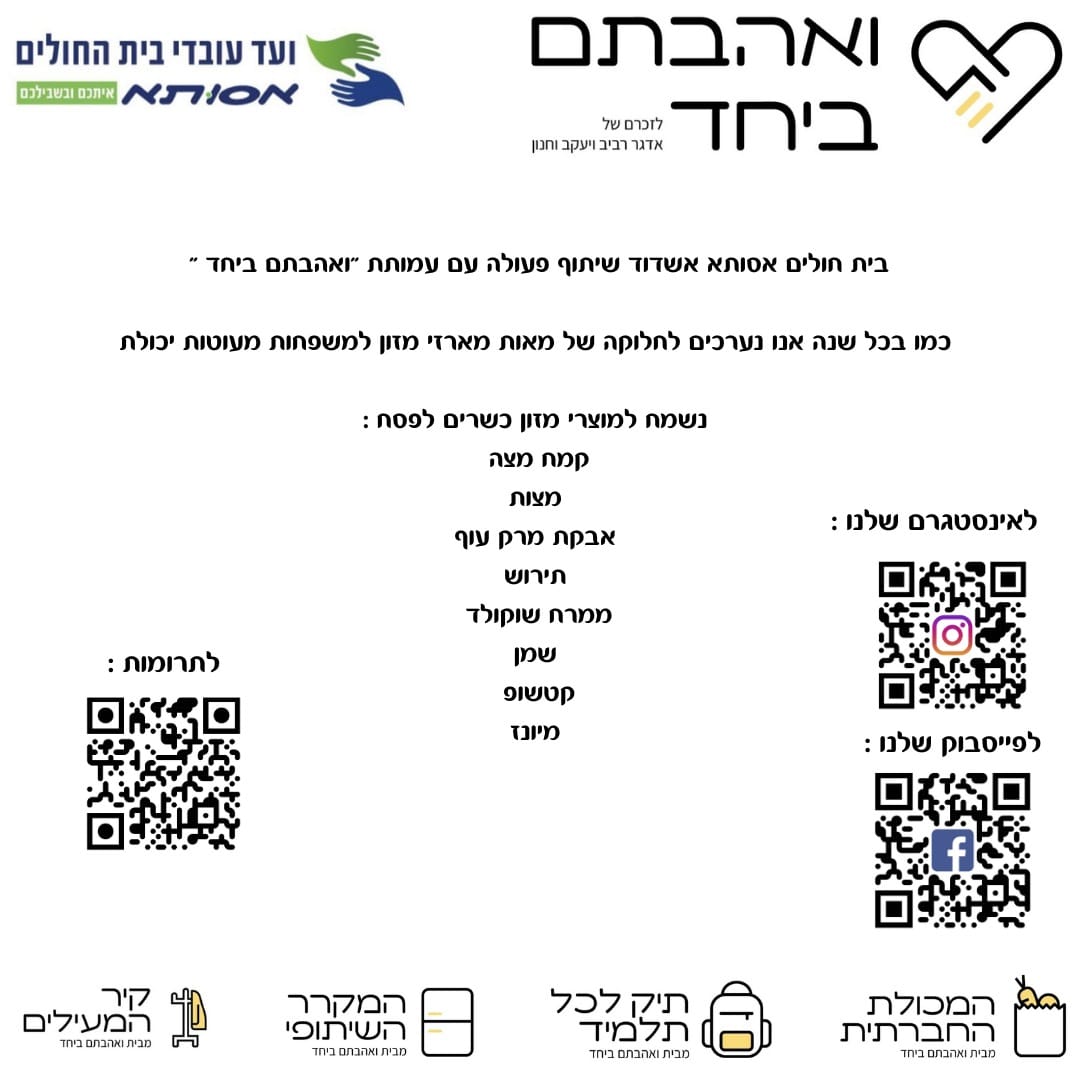 ועד עובדי בית החולים
אסותא איתכם ובשבילכם
ואהבתם
ביחד
לזכרם של
אדגר רביב ויעקב וחנון
בית חולים אסותא אשדוד שיתוף פעולה עם עמותת ״ואהבתם ביחד ״
כמו בכל שנה אנו נערכים לחלוקה של מאות מארזי מזון למשפחות מעוטות יכולת
נשמח למוצרי מזון כשרים לפסח :
קמח מצה
מצות
אבקת מרק עוף
תירוש
ממרח שוקולד
שמן
קטשופ
מיונז
לאינסטגרם שלנו :
לפייסבוק שלנו :
לתרומות :
המכולת
החברתית
מבית ואהבתם ביחד
תיק לכל
תלמיד
מבית ואהבתם ביחד
המקרר
השיתופי
מבית ואהבתם ביחד
קיר
המעילים
מבית ואהבתם ביחד